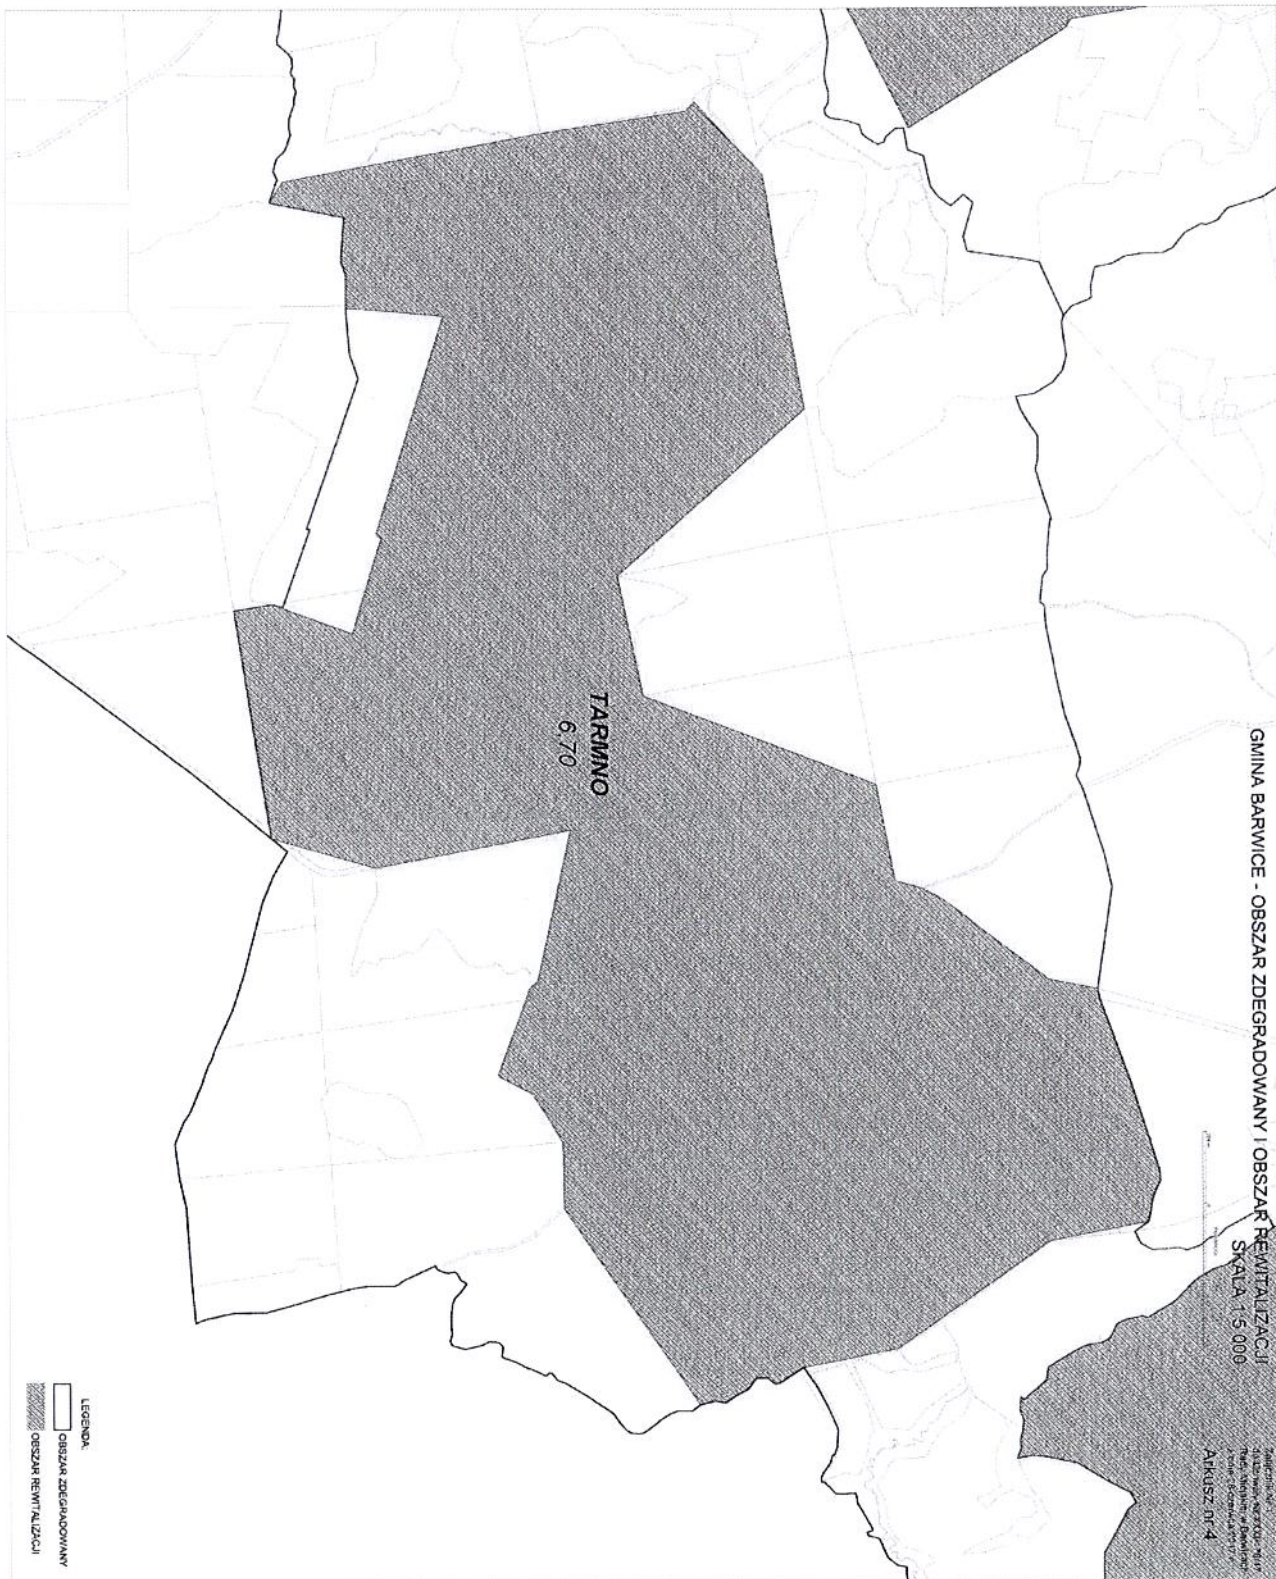 GMINA BARWICE - OBSZAR ZDEGRADOWANY I OBSZAR REWITALIZACJI
SKALA 1:5 000
Arkusz nr 4
TARMNO
6,70
LEGENDA:
OBSZAR ZDEGRADOWANY
OBSZAR REWITALIZACJI